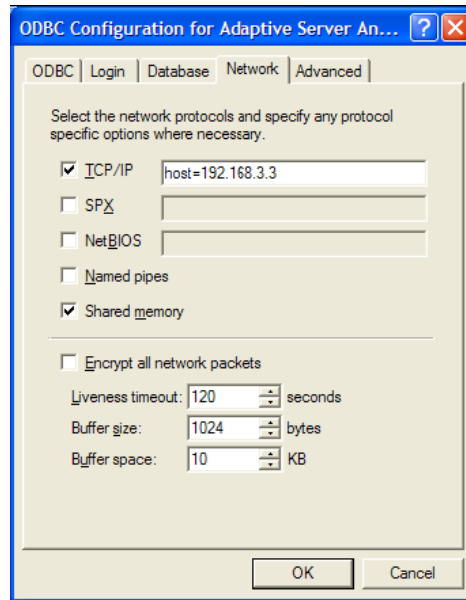 ODBC Configuration for Adaptive Server An...
ODBC Login Database Network Advanced
Select the network protocols and specify any protocol
specific options where necessary.
TCP/IP host=192.168.3.3
SPX
NetBIOS
Named pipes
Shared memory
Encrypt all network packets
Liveness timeout: 120 seconds
Buffer size: 1024 bytes
Buffer space: 10 KB
OK Cancel